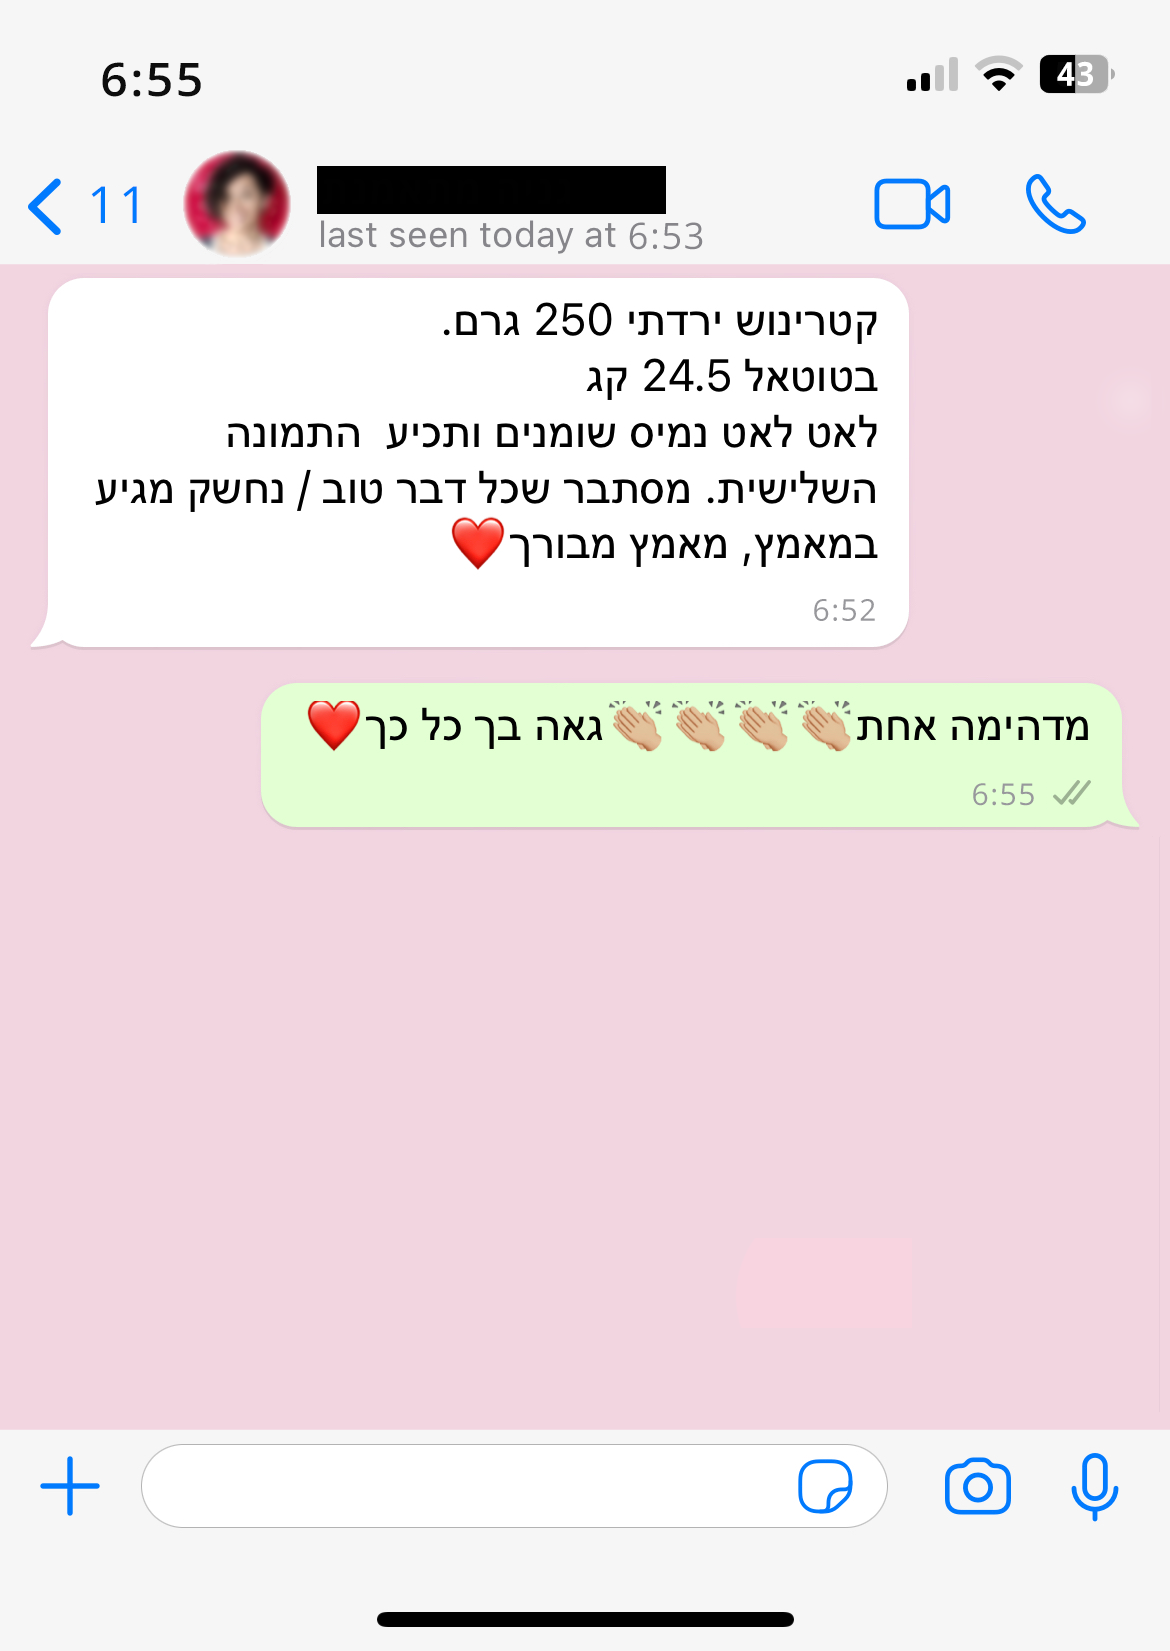 6:55
43
11
last seen today at 6:53
קטרינוש ירדתי 250 גרם.
בטוטאל 24.5 קג
לאט לאט נמיס שומנים ותכיע  התמונה
השלישית. מסתבר שכל דבר טוב / נחשק מגיע
במאמץ, מאמץ מבורך❤️
6:52
מדהימה אחת👏🏼👏🏼👏🏼👏🏼גאה בך כל כך❤️
6:55